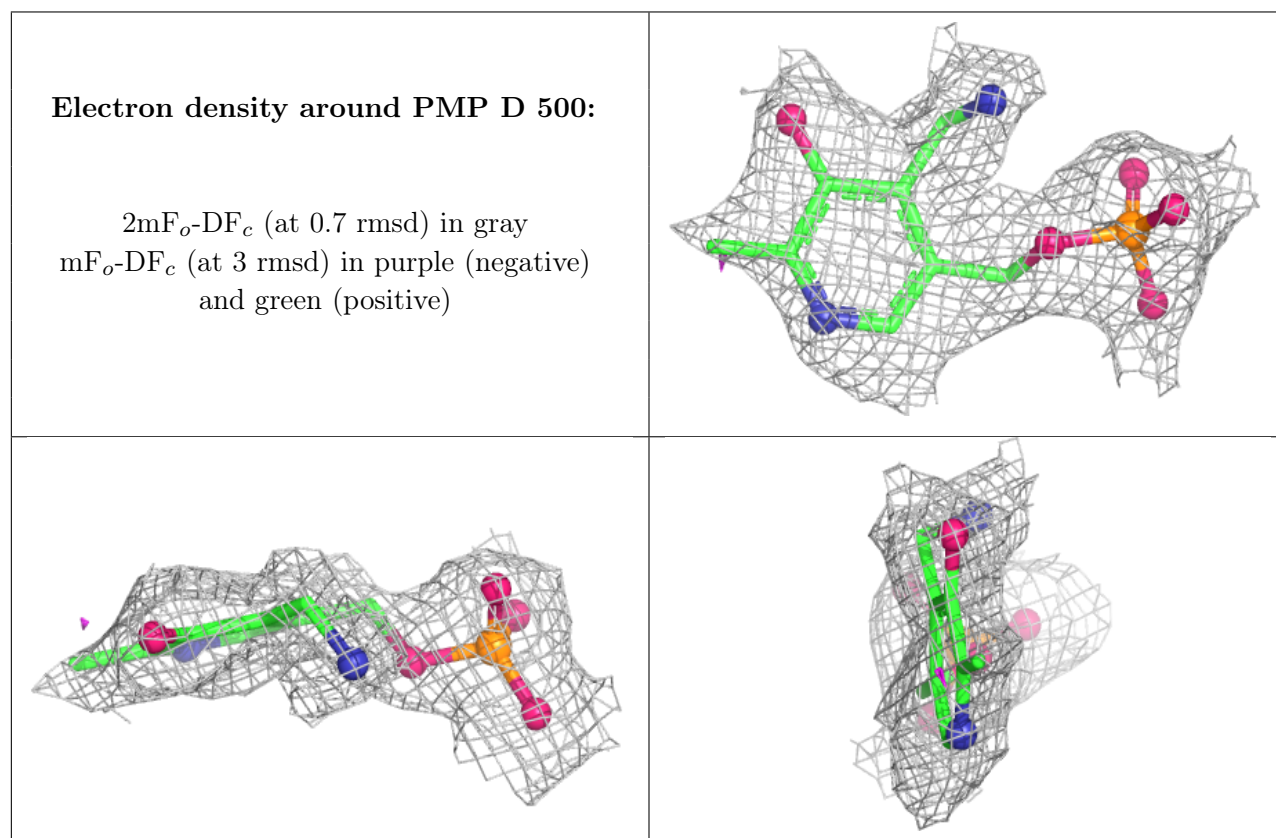 Electron density around PMP D 500:
2mFo-DFc (at 0.7 rmsd) in gray
mFo-DFc (at 3 rmsd) in purple (negative)
and green (positive)